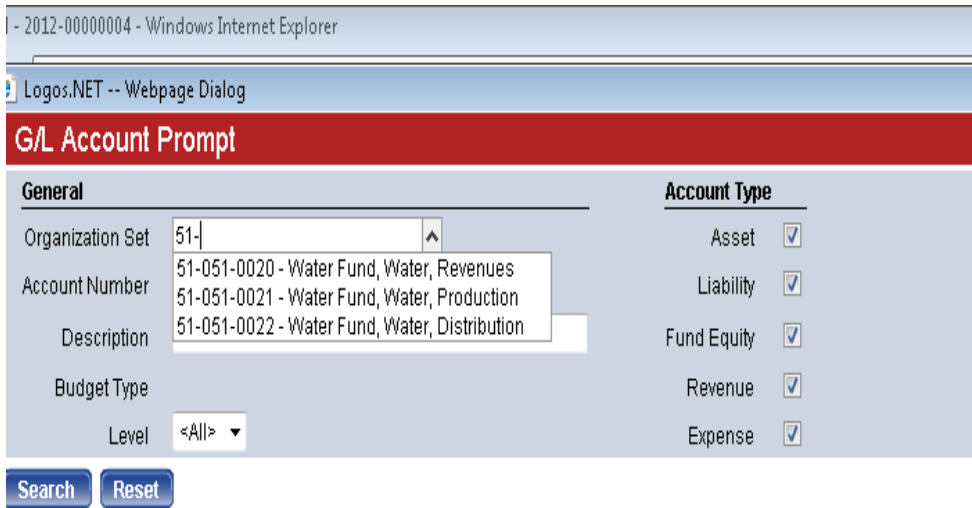 - 2012-00000004 - Windows Internet Explorer
Logos.NET -- Webpage Dialog
G/L Account Prompt
General
Account Type
Organization Set 51-
Asset
51-051-0020 - Water Fund, Water, Revenues
51-051-0021 - Water Fund, Water, Production
51-051-0022 - Water Fund, Water, Distribution
Account Number
Liability
Description
Fund Equity
Budget Type
Revenue
Level <All>
Expense
Search Reset